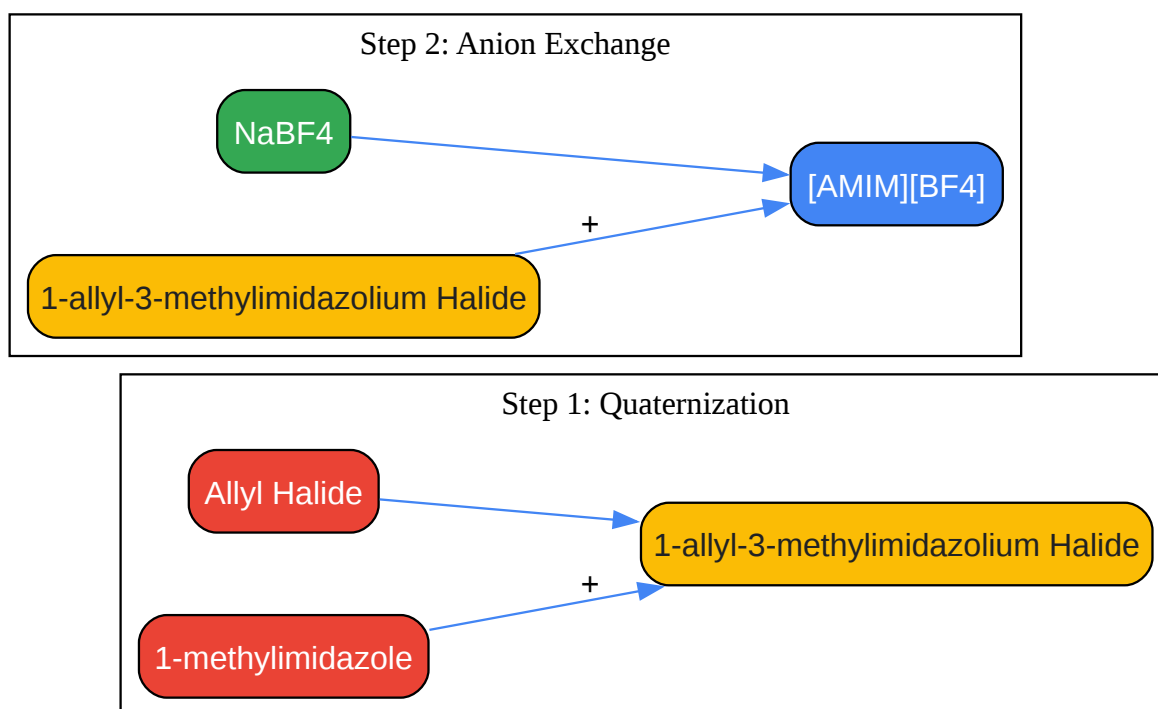 Step 2: Anion Exchange
NaBF4
[AMIM][BF4]
+
1-allyl-3-methylimidazolium Halide
Step 1: Quaternization
Allyl Halide
1-allyl-3-methylimidazolium Halide
+
1-methylimidazole